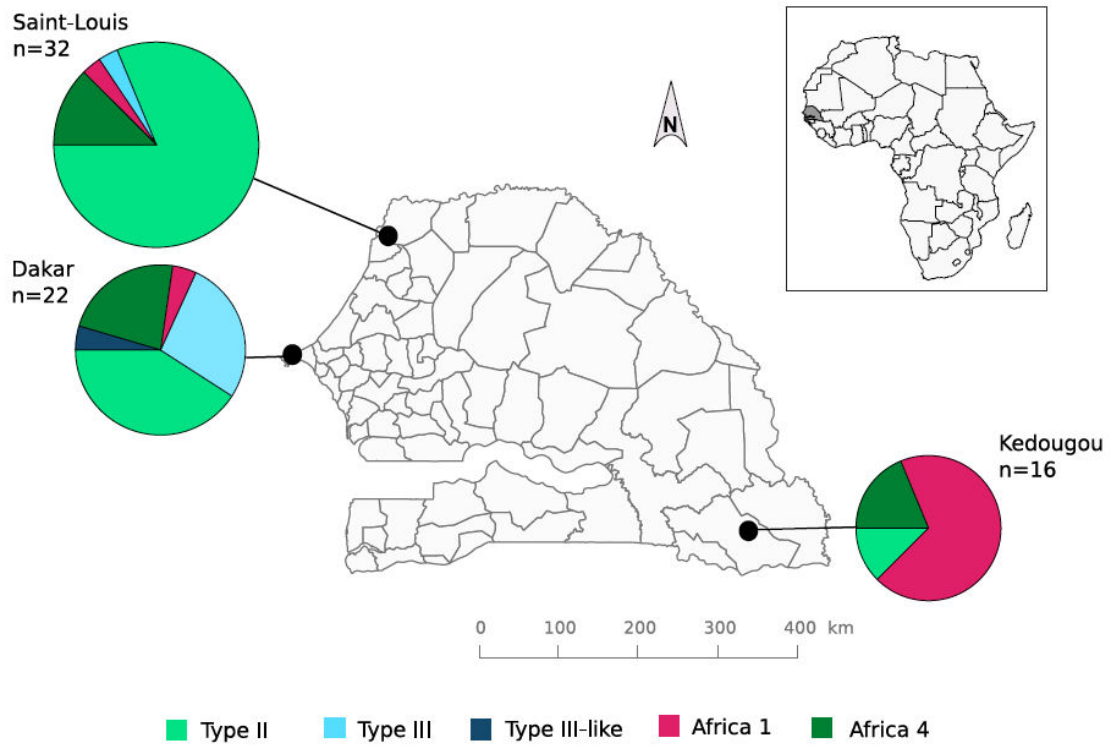 Saint-Louis
n=32
N
Dakar
n=22
Kedougou
n=16
0 100 200 300 400 km
Type II Type III Type III-like Africa 1 Africa 4